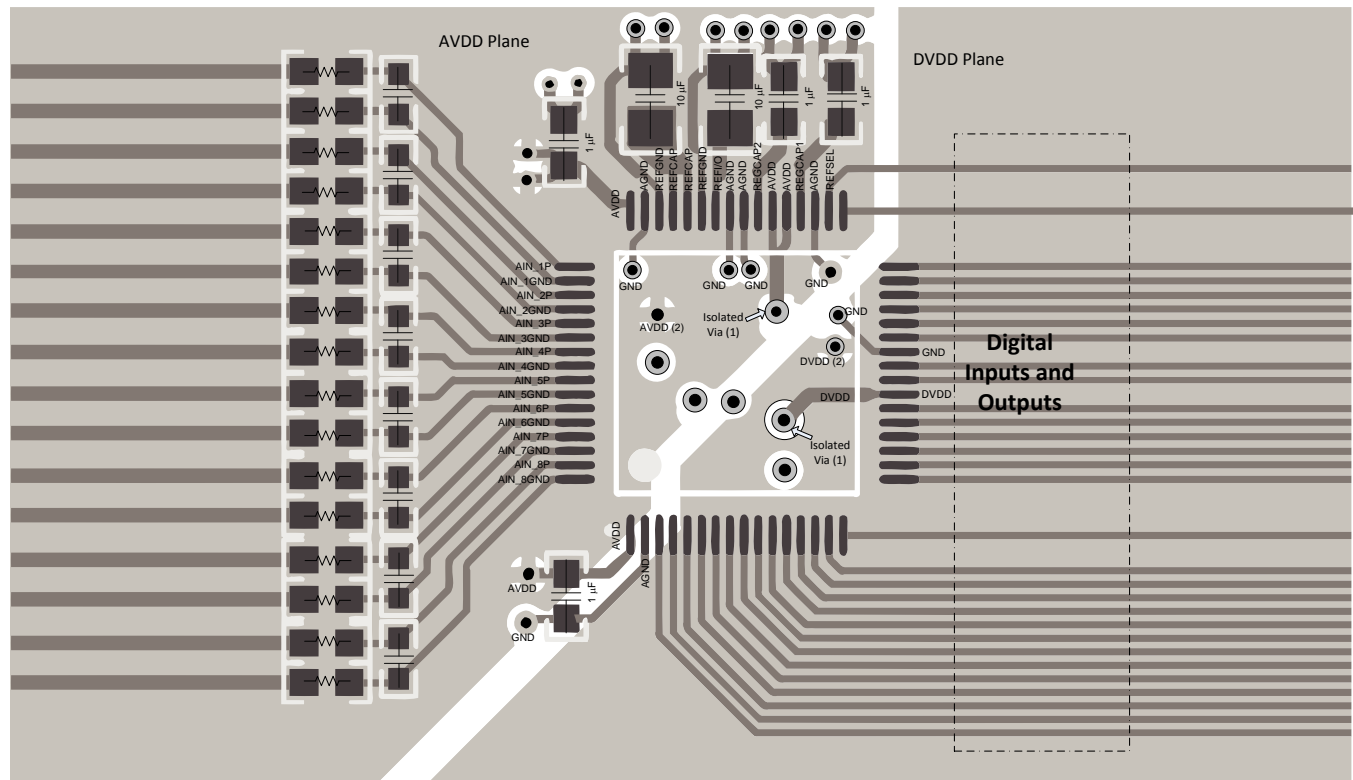 AVDD Plane
DVDD Plane
10 µF
10 µF
1 µF
1 µF
1 µF
AVDD
AGND
REFGND
REFCAP
REFCAP
REFGND
REFI/O
AGND
AGND
REGCAP2
AVDD
AVDD
REGCAP1
AGND
REFSEL
AIN_1P
AIN_1GND
AIN_2P
AIN_2GND
AIN_3P
AIN_3GND
AIN_4P
AIN_4GND
AIN_5P
AIN_5GND
AIN_6P
AIN_6GND
AIN_7P
AIN_7GND
AIN_8P
AIN_8GND
GND
GND
GND
GND
AVDD (2)
Isolated
Via (1)
GND
DVDD (2)
DVDD
Isolated
Via (1)
GND
DVDD
Digital
Inputs and
Outputs
AVDD
AGND
AVDD
GND
1 µF